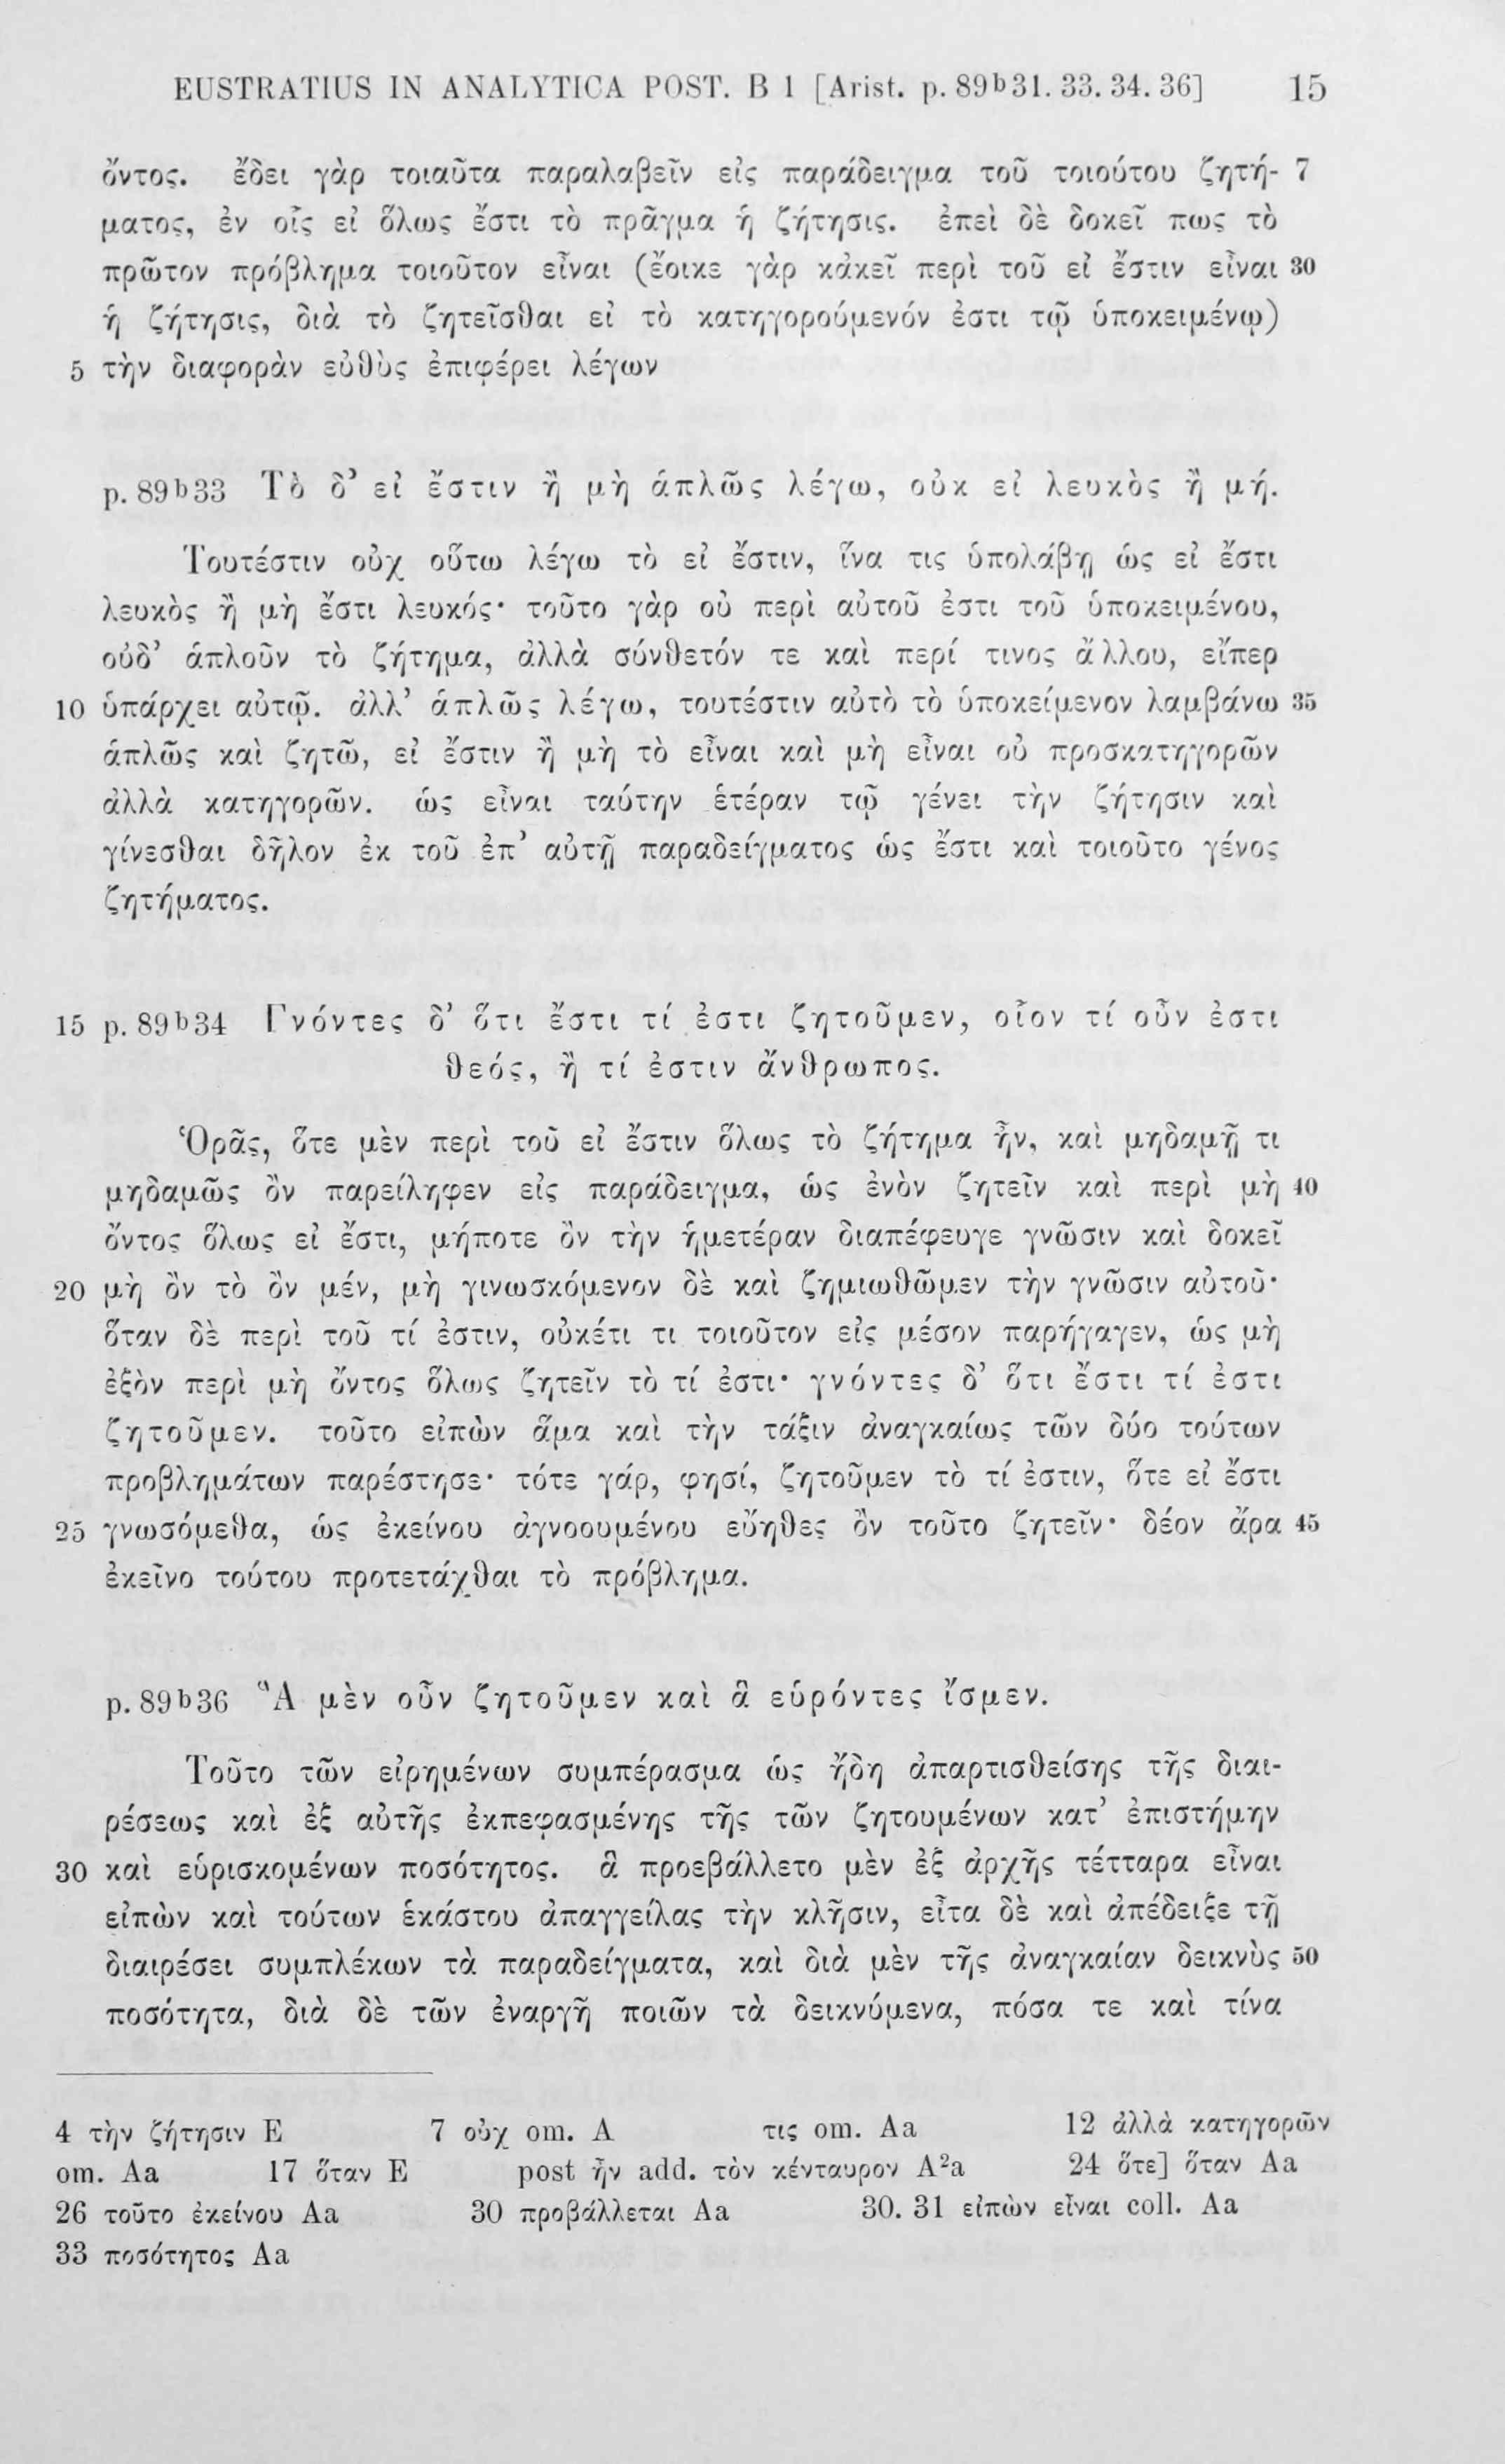 EUSTRATIUS IN ANALYTICA POST. B 1 [Arist. p. 89ᵇ31. 33. 34. 36] 15
ὄντος. ἔδει γὰρ τοιαῦτα παραλαβεῖν εἰς παράδειγμα τοῦ τοιούτου ζητή- 7
ματος, ἐν οἷς εἰ ὅλως ἔστι τὸ πρᾶγμα ἡ ζήτησις. ἐπεὶ δὲ δοκεῖ πως τὸ
πρῶτον πρόβλημα τοιοῦτον εἶναι (ἔοικε γὰρ κἀκεῖ περὶ τοῦ εἰ ἔστιν εἶναι 30
ἡ ζήτησις, διὰ τὸ ζητεῖσθαι εἰ τὸ κατηγορούμενόν ἐστι τῷ ὑποκειμένῳ)
5 τὴν διαφορὰν εὐθὺς ἐπιφέρει λέγων
p. 89ᵇ33 Τὸ δ’ εἰ ἔστιν ἢ μὴ ἁπλῶς λέγω, οὐκ εἰ λευκὸς ἢ μή.
Τουτέστιν οὐχ οὕτω λέγω τὸ εἰ ἔστιν, ἵνα τις ὑπολάβῃ ὡς εἰ ἔστι
λευκὸς ἢ μὴ ἔστι λευκός· τοῦτο γὰρ οὐ περὶ αὐτοῦ ἐστι τοῦ ὑποκειμένου,
οὐδ’ ἁπλοῦν τὸ ζήτημα, ἀλλὰ σύνθετόν τε καὶ περί τινος ἄλλου, εἴπερ
10 ὑπάρχει αὐτῷ. ἀλλ’ ἁπλῶς λέγω, τουτέστιν αὐτὸ τὸ ὑποκείμενον λαμβάνω 35
ἁπλῶς καὶ ζητῶ, εἰ ἔστιν ἢ μὴ τὸ εἶναι καὶ μὴ εἶναι οὐ προσκατηγορῶν
ἀλλὰ κατηγορῶν. ὡς εἶναι ταύτην ἑτέραν τῷ γένει τὴν ζήτησιν καὶ
γίνεσθαι δῆλον ἐκ τοῦ ἐπ’ αὐτῇ παραδείγματος ὡς ἔστι καὶ τοιοῦτο γένος
ζητήματος.
15 p. 89ᵇ34 Γνόντες δ’ ὅτι ἔστι τί ἐστι ζητοῦμεν, οἷον τί οὖν ἐστι
θεός, ἢ τί ἐστιν ἄνθρωπος.
Ὁρᾷς, ὅτε μὲν περὶ τοῦ εἰ ἔστιν ὅλως τὸ ζήτημα ἦν, καὶ μηδαμῇ τι
μηδαμῶς ὂν παρείληφεν εἰς παράδειγμα, ὡς ἐνὸν ζητεῖν καὶ περὶ μὴ 40
ὄντος ὅλως εἰ ἔστι, μήποτε ὂν τὴν ἡμετέραν διαπέφευγε γνῶσιν καὶ δοκεῖ
20 μὴ ὂν τὸ ὂν μέν, μὴ γινωσκόμενον δὲ καὶ ζημιωθῶμεν τὴν γνῶσιν αὐτοῦ·
ὅταν δὲ περὶ τοῦ τί ἐστιν, οὐκέτι τι τοιοῦτον εἰς μέσον παρήγαγεν, ὡς μὴ
ἐξὸν περὶ μὴ ὄντος ὅλως ζητεῖν τὸ τί ἐστι· γνόντες δ’ ὅτι ἔστι τί ἐστι
ζητοῦμεν. τοῦτο εἰπὼν ἅμα καὶ τὴν τάξιν ἀναγκαίως τῶν δύο τούτων
προβλημάτων παρέστησε· τότε γάρ, φησί, ζητοῦμεν τὸ τί ἐστιν, ὅτε εἰ ἔστι
25 γνωσόμεθα, ὡς ἐκείνου ἀγνοουμένου εὔηθες ὂν τοῦτο ζητεῖν· δέον ἄρα 45
ἐκεῖνο τούτου προτετάχθαι τὸ πρόβλημα.
p. 89ᵇ36 Ἃ μὲν οὖν ζητοῦμεν καὶ ἃ εὑρόντες ἴσμεν.
Τοῦτο τῶν εἰρημένων συμπέρασμα ὡς ἤδη ἀπαρτισθείσης τῆς διαι-
ρέσεως καὶ ἐξ αὐτῆς ἐκπεφασμένης τῆς τῶν ζητουμένων κατ’ ἐπιστήμην
30 καὶ εὑρισκομένων ποσότητος. ἃ προεβάλλετο μὲν ἐξ ἀρχῆς τέτταρα εἶναι
εἰπὼν καὶ τούτων ἑκάστου ἀπαγγείλας τὴν κλῆσιν, εἶτα δὲ καὶ ἀπέδειξε τῇ
διαιρέσει συμπλέκων τὰ παραδείγματα, καὶ διὰ μὲν τῆς ἀναγκαίαν δεικνὺς 50
ποσότητα, διὰ δὲ τῶν ἐναργῆ ποιῶν τὰ δεικνύμενα, πόσα τε καὶ τίνα
4 τὴν ζήτησιν E 7 οὐχ om. A τις om. Aa 12 ἀλλὰ κατηγορῶν
om. Aa 17 ὅταν E post ἦν add. τὸν κένταυρον A²a 24 ὅτε] ὅταν Aa
26 τοῦτο ἐκείνου Aa 30 προβάλλεται Aa 30. 31 εἰπὼν εἶναι coll. Aa
33 ποσότητος Aa